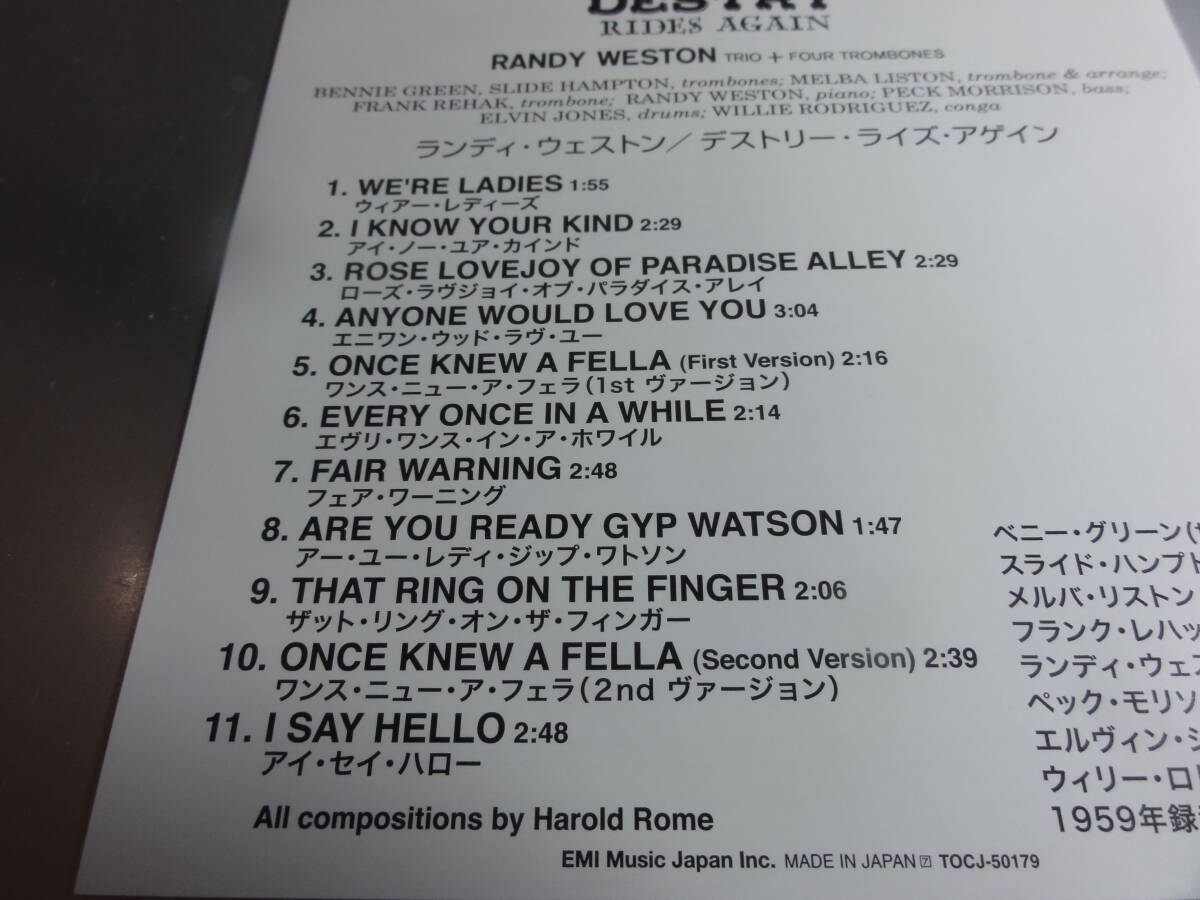 DESTRY
RIDES AGAIN
RANDY WESTON TRIO + FOUR TROMBONES
BENNIE GREEN, SLIDE HAMPTON, trombones; MELBA LISTON, trombone & arrange;
FRANK REHAK, trombone; RANDY WESTON, piano; PECK MORRISON, bass;
ELVIN JONES, drums; WILLIE RODRIGUEZ, conga
ランディ・ウェストン/デストリー・ライズ・アゲイン
1. WE'RE LADIES 1:55
ウィアー・レディーズ
2. I KNOW YOUR KIND 2:29
アイ・ノー・ユア・カインド
3. ROSE LOVEJOY OF PARADISE ALLEY 2:29
ローズ・ラヴジョイ・オブ・パラダイス・アレイ
4. ANYONE WOULD LOVE YOU 3:04
エニワン・ウッド・ラヴ・ユー
5. ONCE KNEW A FELLA (First Version) 2:16
ワンス・ニュー・ア・フェラ(1st ヴァージョン)
6. EVERY ONCE IN A WHILE 2:14
エヴリ・ワンス・イン・ア・ホワイル
7. FAIR WARNING 2:48
フェア・ワーニング
8. ARE YOU READY GYP WATSON 1:47
アー・ユー・レディ・ジップ・ワトソン
9. THAT RING ON THE FINGER 2:06
ザット・リング・オン・ザ・フィンガー
10. ONCE KNEW A FELLA (Second Version) 2:39
ワンス・ニュー・ア・フェラ(2nd ヴァージョン)
11. I SAY HELLO 2:48
アイ・セイ・ハロー
ベニー・グリーン(
スライド・ハンプト
メルバ・リストン
フランク・レハッ
ランディ・ウェス
ペック・モリソ
エルヴィン・ジ
ウィリー・ロ
1959年録
All compositions by Harold Rome
EMI Music Japan Inc. MADE IN JAPAN TOCJ-50179